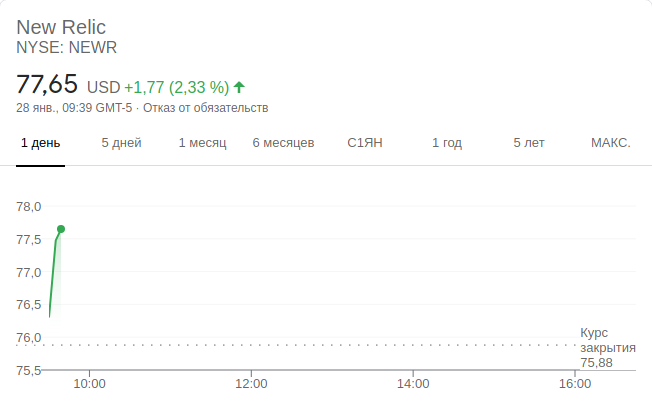 New Relic
NYSE: NEWR
77,65 USD +1,77 (2,33 %)
28 янв., 09:39 GMT-5 · Отказ от обязательств
1 день 5 дней 1 месяц 6 месяцев С1ЯН 1 год 5 лет МАКС.
78,0
77,5
77,0
76,5
76,0
75,5
Курс
закрытия
75,88
10:00 12:00 14:00 16:00